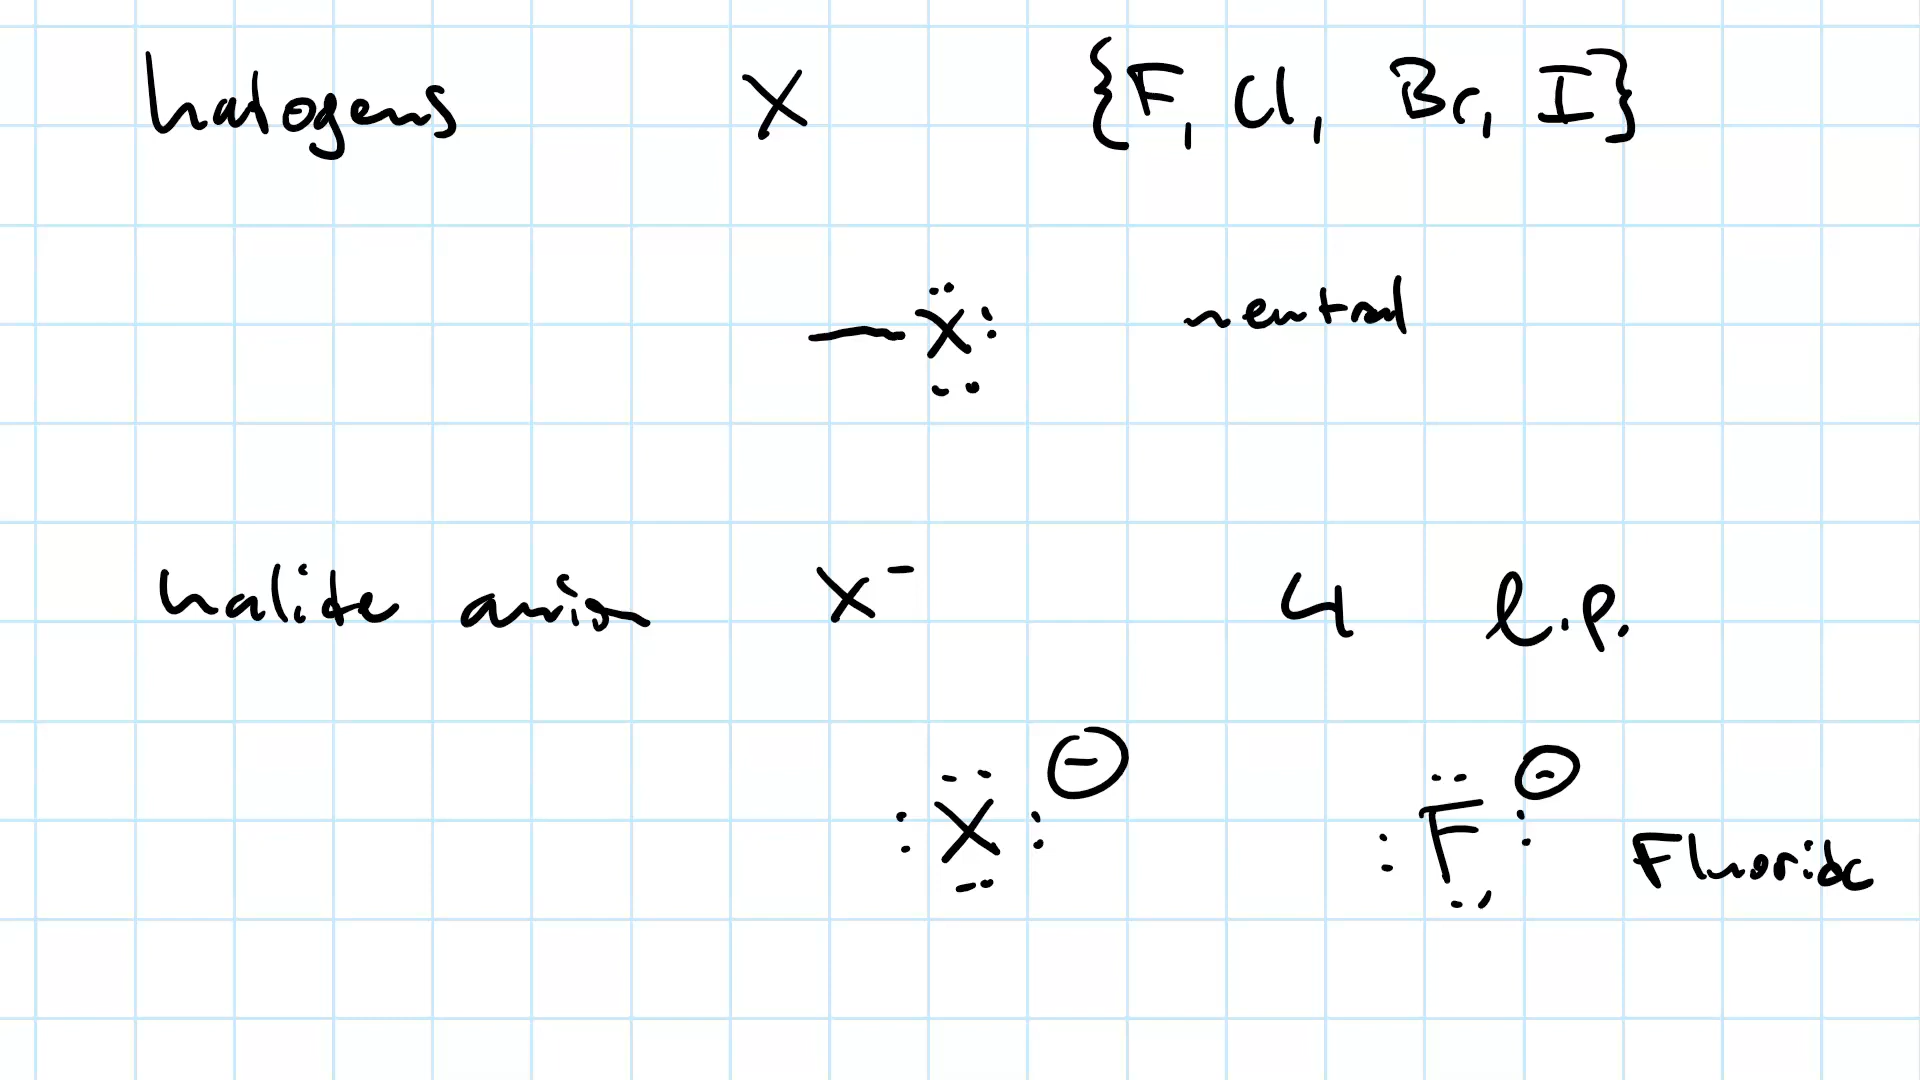 halogens X {F, Cl, Br, I}
—X neutral
halide anion X⁻ 4 l.p.
X ⊖ F ⊖ Fluoride